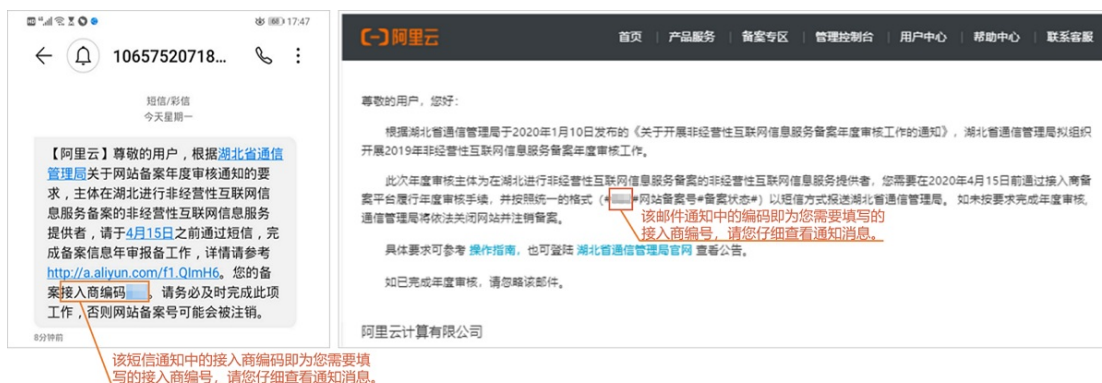 17:47
10657520718...
短信/彩信
今天星期一
【阿里云】尊敬的用户，根据湖北省通信
管理局关于网站备案年度审核通知的要
求，主体在湖北进行非经营性互联网信
息服务备案的非经营性互联网信息服务
提供者，请于4月15日之前通过短信，完
成备案信息年审报备工作，详情请参考
http://a.aliyun.com/f1.QlmH6。您的备
案接入商编码 。请务必及时完成此项
工作，否则网站备案号可能会被注销。
8分钟前
该短信通知中的接入商编码即为您需要填
写的接入商编号，请您仔细查看通知消息。
阿里云
首页 | 产品服务 | 备案专区 | 管理控制台 | 用户中心 | 帮助中心 | 联系客服
尊敬的用户，您好：
根据湖北省通信管理局于2020年1月10日发布的《关于开展非经营性互联网信息服务备案年度审核工作的通知》，湖北省通信管理局拟组织
开展2019年非经营性互联网信息服务备案年度审核工作。
此次年度审核主体为在湖北进行非经营性互联网信息服务备案的非经营性互联网信息服务提供者，您需要在2020年4月15日前通过接入商备
案平台履行年度审核手续，并按照统一的格式（# #网站备案号#备案状态#）以短信方式报送湖北省通信管理局。 如未按要求完成年度审核,
通信管理局将依法关闭网站并注销备案。
该邮件通知中的编码即为您需要填写的
接入商编号，请您仔细查看通知消息。
具体要求可参考 操作指南，也可登陆 湖北省通信管理局官网 查看公告。
如已完成年度审核，请忽略该邮件。
阿里云计算有限公司